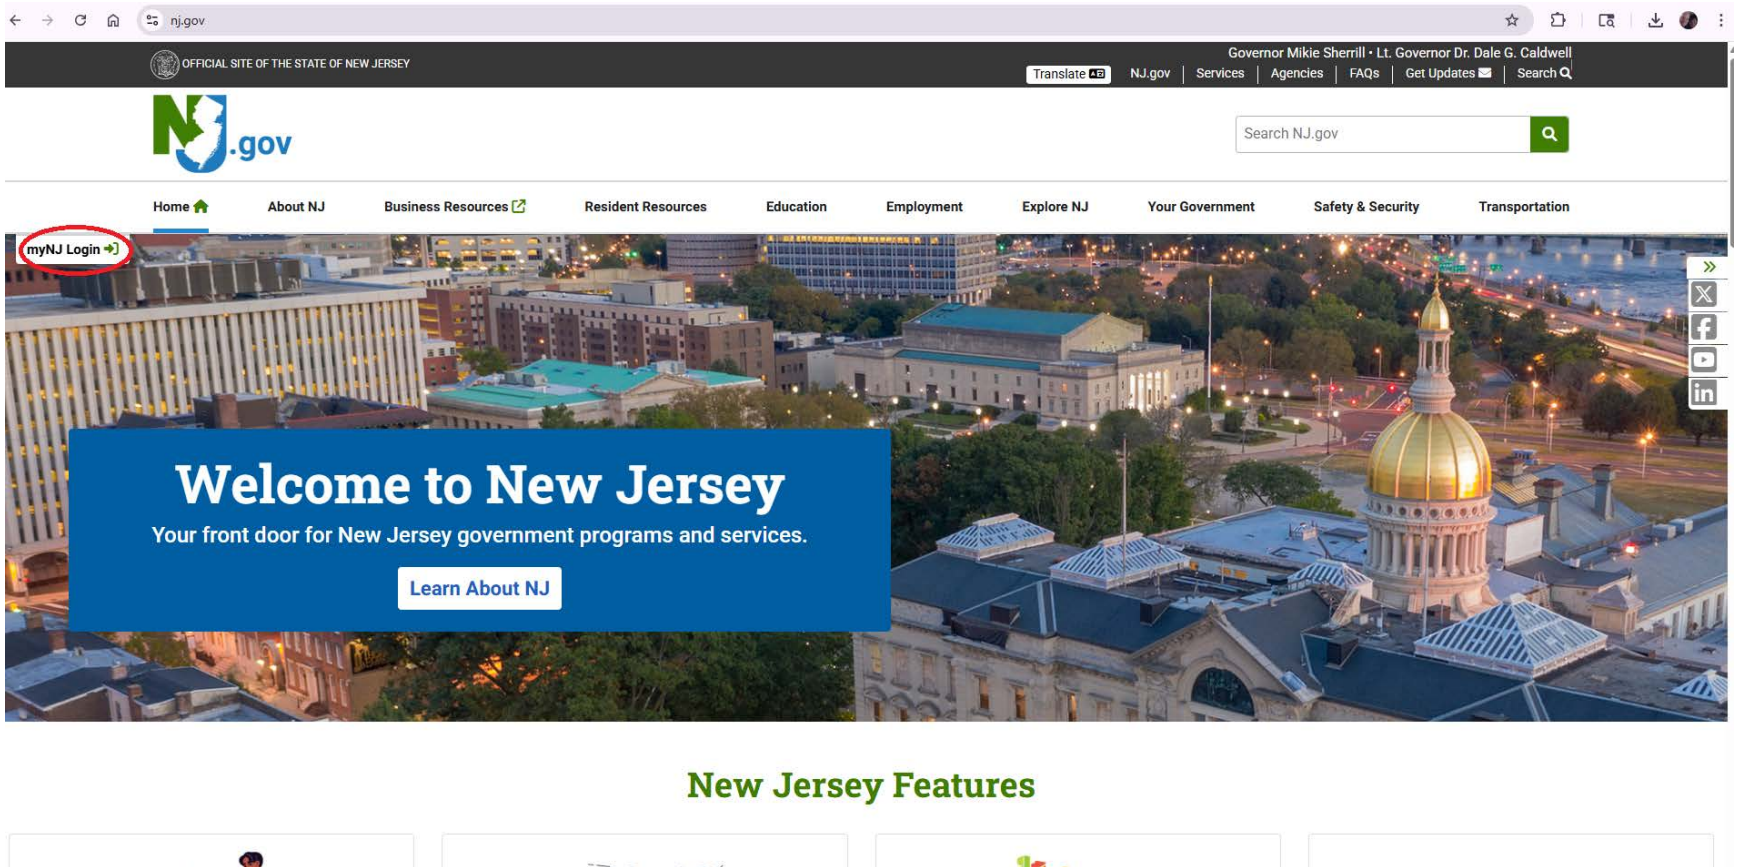 nj.gov
OFFICIAL SITE OF THE STATE OF NEW JERSEY
Governor Mikie Sherrill • Lt. Governor Dr. Dale G. Caldwell
Translate NJ.gov Services Agencies FAQs Get Updates Search
NJ.gov
Search NJ.gov
Home About NJ Business Resources Resident Resources Education Employment Explore NJ Your Government Safety & Security Transportation
myNJ Login
Welcome to New Jersey
Your front door for New Jersey government programs and services.
Learn About NJ
New Jersey Features